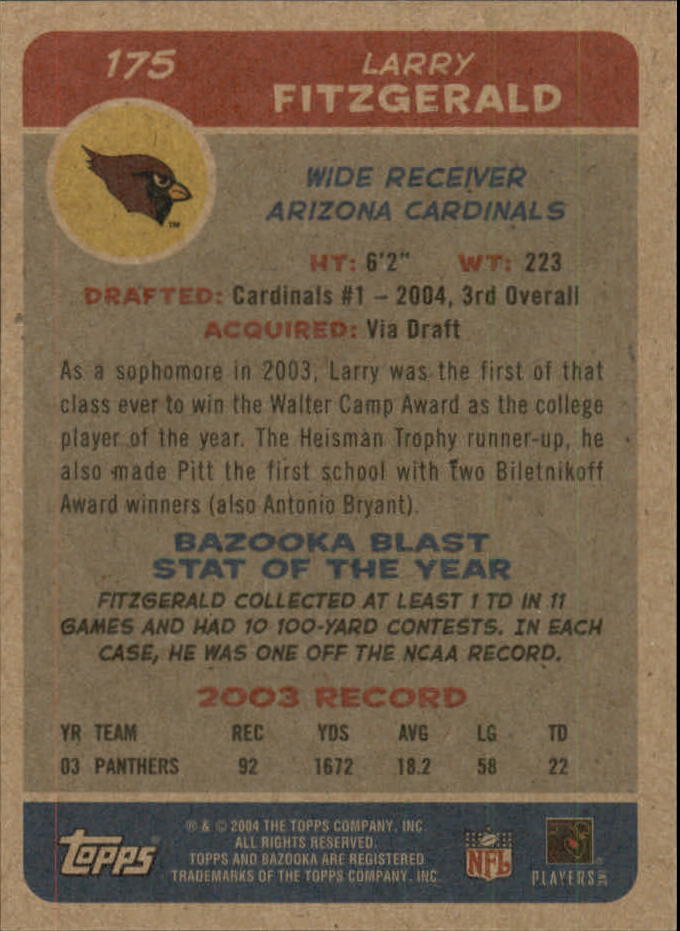 175
LARRY
FITZGERALD
TM
WIDE RECEIVER
ARIZONA CARDINALS
HT: 6'2" WT: 223
DRAFTED: Cardinals #1 – 2004, 3rd Overall
ACQUIRED: Via Draft
As a sophomore in 2003, Larry was the first of that
class ever to win the Walter Camp Award as the college
player of the year. The Heisman Trophy runner-up, he
also made Pitt the first school with two Biletnikoff
Award winners (also Antonio Bryant).
BAZOOKA BLAST
STAT OF THE YEAR
FITZGERALD COLLECTED AT LEAST 1 TD IN 11
GAMES AND HAD 10 100-YARD CONTESTS. IN EACH
CASE, HE WAS ONE OFF THE NCAA RECORD.
2003 RECORD
YR TEAM REC YDS AVG LG TD
03 PANTHERS 92 1672 18.2 58 22
Topps
® & © 2004 THE TOPPS COMPANY, INC.
ALL RIGHTS RESERVED.
TOPPS AND BAZOOKA ARE REGISTERED
TRADEMARKS OF THE TOPPS COMPANY, INC.
NFL
PLAYERS